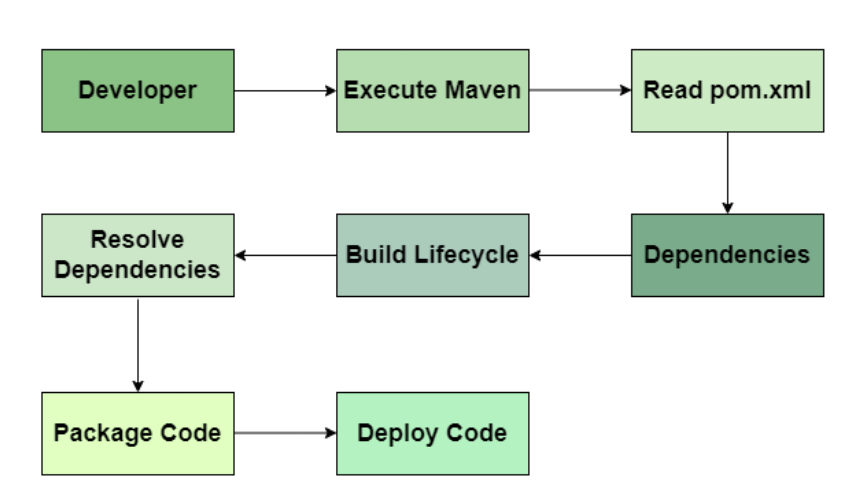 Developer
Execute Maven
Read pom.xml
Resolve
Dependencies
Build Lifecycle
Dependencies
Package Code
Deploy Code